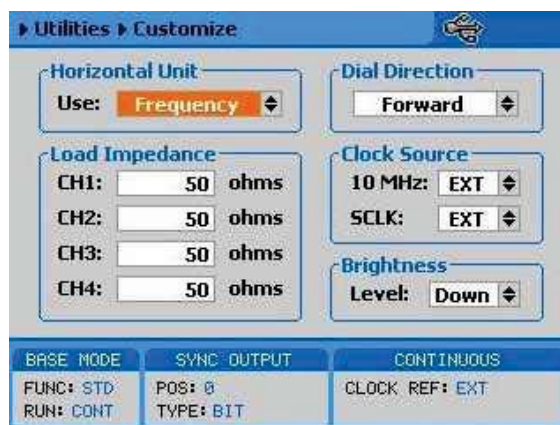 Utilities Customize
Horizontal Unit
Use: Frequency
Dial Direction
Forward
Load Impedance
CH1: 50 ohms
CH2: 50 ohms
CH3: 50 ohms
CH4: 50 ohms
Clock Source
10 MHz: EXT
SCLK: EXT
Brightness
Level: Down
BASE MODE
FUNC: STD
RUN: CONT
SYNC OUTPUT
POS: 0
TYPE: BIT
CONTINUOUS
CLOCK REF: EXT